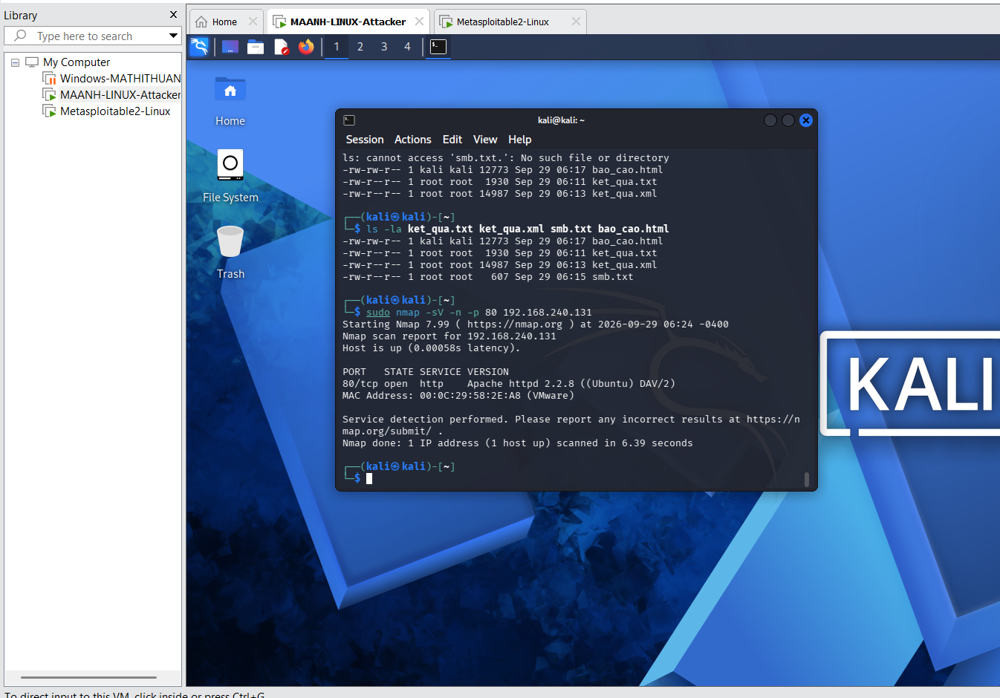 Library
Type here to search
My Computer
Windows-MATHITHUAN
MAANH-LINUX-Attacker
Metasploitable2-Linux
Home
MAANH-LINUX-Attacker
Metasploitable2-Linux
1 2 3 4
Home
File System
Trash
kali@kali: ~
Session Actions Edit View Help
ls: cannot access 'smb.txt.': No such file or directory
-rw-rw-r-- 1 kali kali 12773 Sep 29 06:17 bao_cao.html
-rw-r--r-- 1 root root  1930 Sep 29 06:11 ket_qua.txt
-rw-r--r-- 1 root root 14987 Sep 29 06:13 ket_qua.xml
┌──(kali㉿kali)-[~]
└─$ ls -la ket_qua.txt ket_qua.xml smb.txt bao_cao.html
-rw-rw-r-- 1 kali kali 12773 Sep 29 06:17 bao_cao.html
-rw-r--r-- 1 root root  1930 Sep 29 06:11 ket_qua.txt
-rw-r--r-- 1 root root 14987 Sep 29 06:13 ket_qua.xml
-rw-r--r-- 1 root root   607 Sep 29 06:15 smb.txt
┌──(kali㉿kali)-[~]
└─$ sudo nmap -sV -n -p 80 192.168.240.131
Starting Nmap 7.99 ( https://nmap.org ) at 2026-09-29 06:24 -0400
Nmap scan report for 192.168.240.131
Host is up (0.00058s latency).
PORT   STATE SERVICE VERSION
80/tcp open  http    Apache httpd 2.2.8 ((Ubuntu) DAV/2)
MAC Address: 00:0C:29:58:2E:A8 (VMware)
Service detection performed. Please report any incorrect results at https://n
map.org/submit/ .
Nmap done: 1 IP address (1 host up) scanned in 6.39 seconds
┌──(kali㉿kali)-[~]
└─$
KALI
To direct input to this VM, click inside or press Ctrl+G.